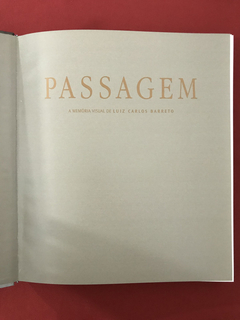 PASSAGEM
A MEMÓRIA VISUAL DE LUIZ CARLOS BARRETO